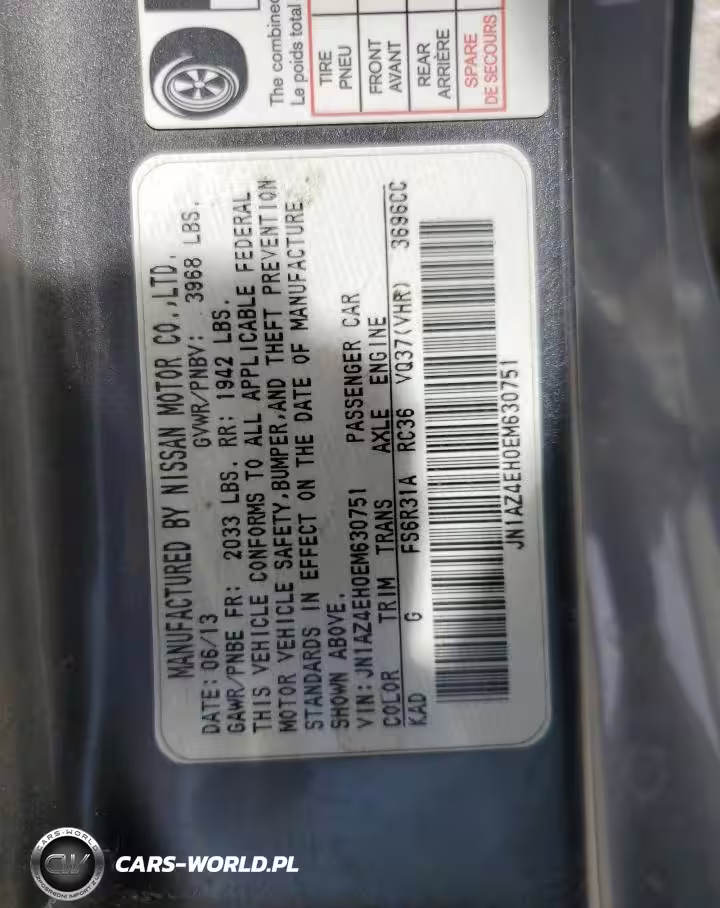 The combined
Le poids total
TIRE
PNEU
FRONT
AVANT
REAR
ARRIÈRE
SPARE
DE SECOURS
MANUFACTURED BY NISSAN MOTOR CO.,LTD.
DATE: 06/13 GVWR/PNBV: 3968 LBS.
GAWR/PNBE FR: 2033 LBS. RR: 1942 LBS.
THIS VEHICLE CONFORMS TO ALL APPLICABLE FEDERAL
MOTOR VEHICLE SAFETY,BUMPER,AND THEFT PREVENTION
STANDARDS IN EFFECT ON THE DATE OF MANUFACTURE
SHOWN ABOVE.
VIN:JN1AZ4EH0EM630751 PASSENGER CAR
COLOR TRIM TRANS AXLE ENGINE
KAD G FS6R31A RC36 VQ37(VHR) 3696CC
JN1AZ4EH0EM630751
CARS-WORLD
CW
CARS-WORLD.PL